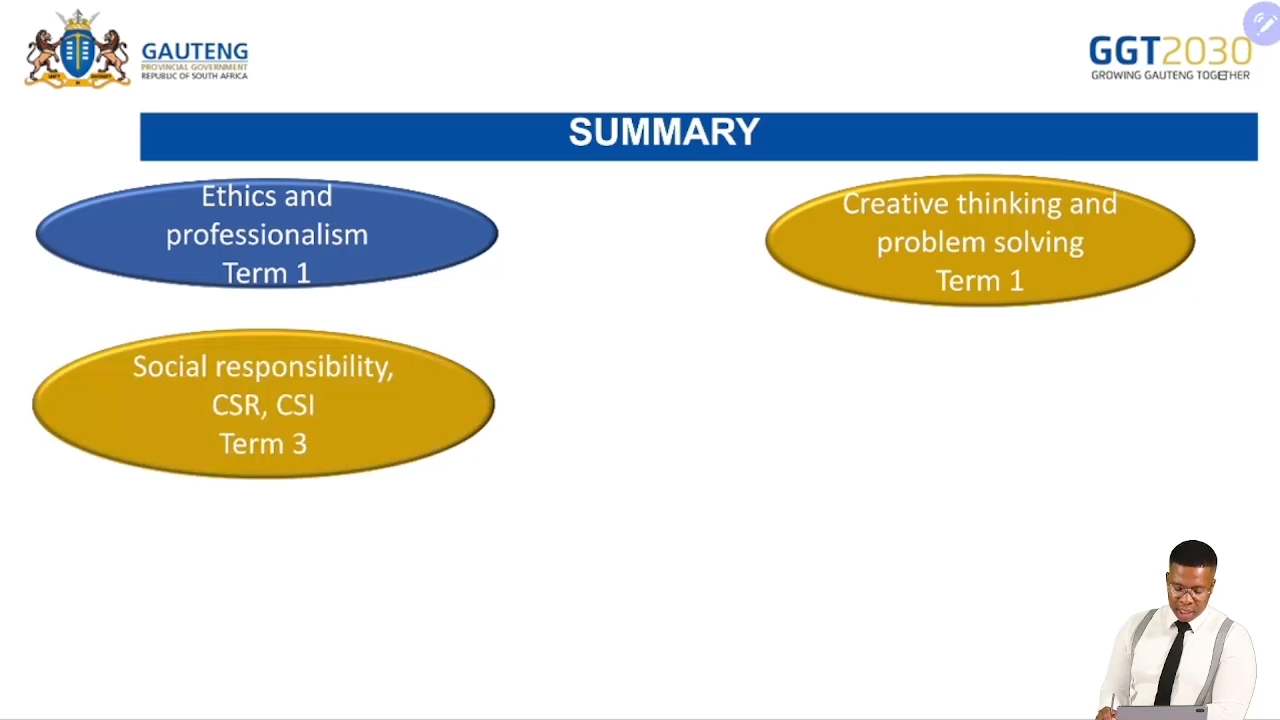 GAUTENG
PROVINCIAL GOVERNMENT
REPUBLIC OF SOUTH AFRICA
GGT2030
GROWING GAUTENG TOGETHER
SUMMARY
Ethics and
professionalism
Term 1
Creative thinking and
problem solving
Term 1
Social responsibility,
CSR, CSI
Term 3